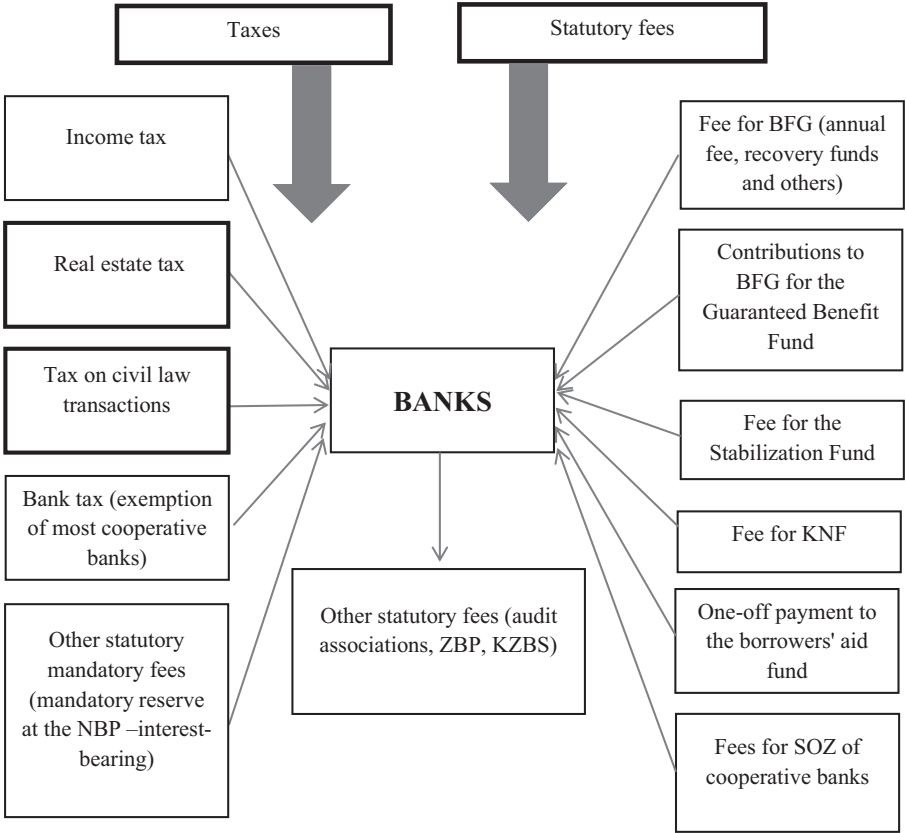 Taxes
Statutory fees
Income tax
Real estate tax
Tax on civil law
transactions
Bank tax (exemption
of most cooperative
banks)
Other statutory
mandatory fees
(mandatory reserve
at the NBP –interest-
bearing)
BANKS
Other statutory fees (audit
associations, ZBP, KZBS)
Fee for BFG (annual
fee, recovery funds
and others)
Contributions to
BFG for the
Guaranteed Benefit
Fund
Fee for the
Stabilization Fund
Fee for KNF
One-off payment to
the borrowers' aid
fund
Fees for SOZ of
cooperative banks